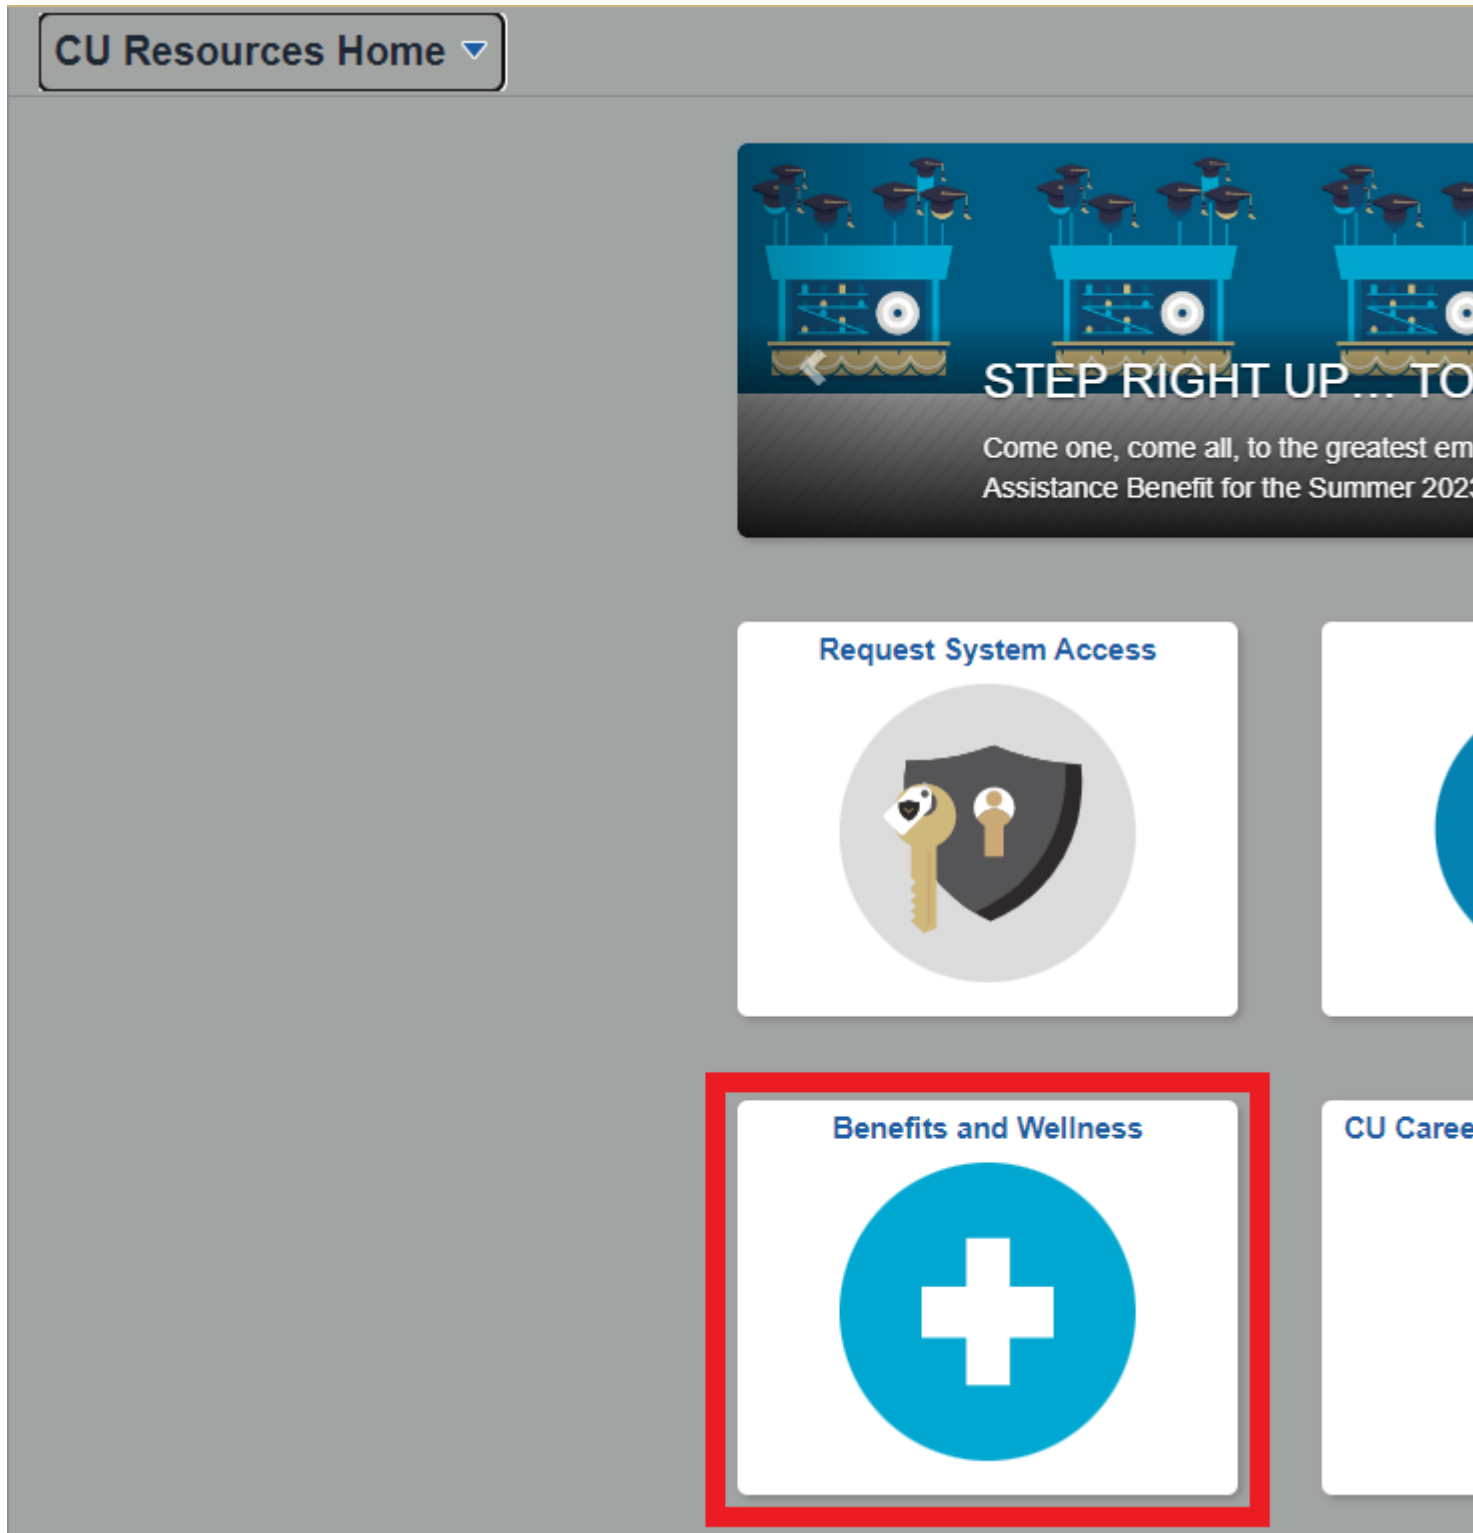 CU Resources Home
STEP RIGHT UP... TO
Come one, come all, to the greatest em
Assistance Benefit for the Summer 2023
Request System Access
Benefits and Wellness
CU Caree